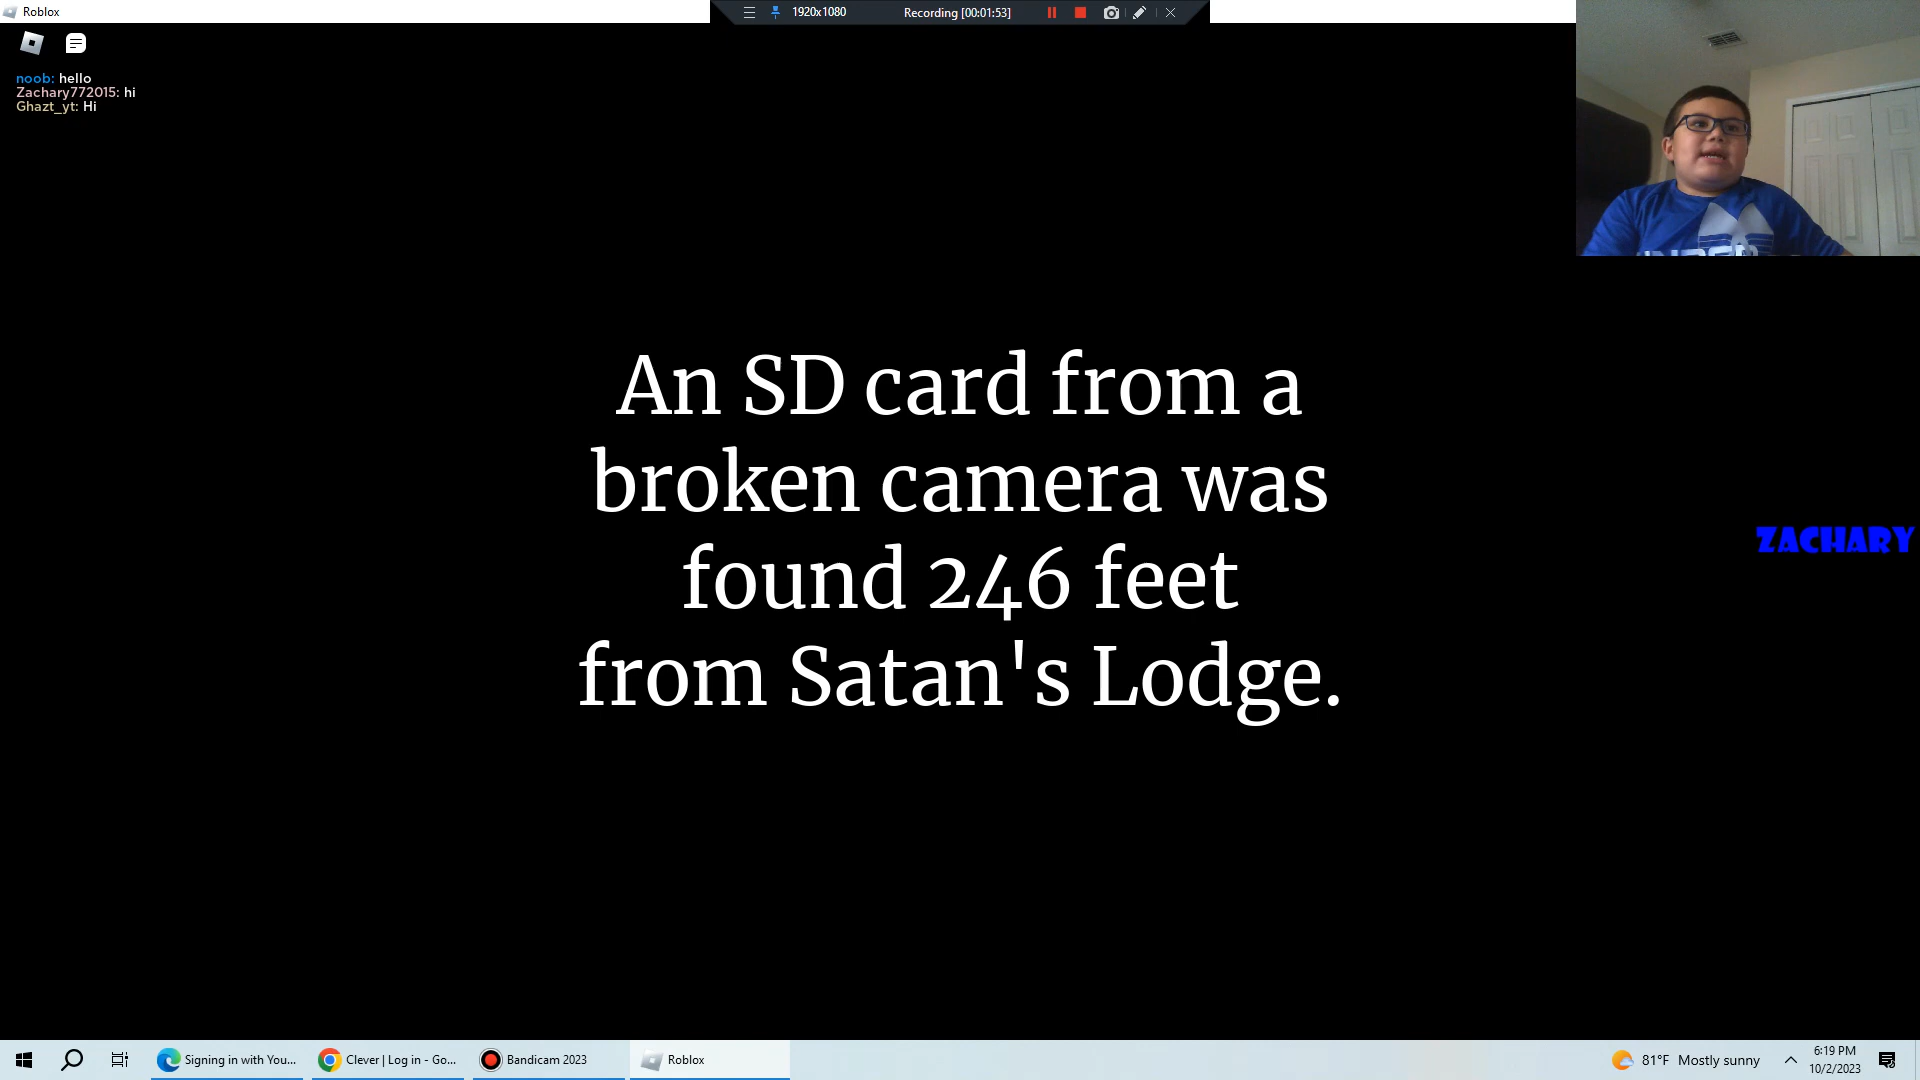 Roblox
1920x1080
Recording [00:01:53]
noob: hello
Zachary772015: hi
Ghazt_yt: Hi
An SD card from a
broken camera was
found 246 feet
from Satan's Lodge.
ZACHARY
Signing in with You...
Clever | Log in - Go...
Bandicam 2023
Roblox
81°F Mostly sunny
6:19 PM
10/2/2023